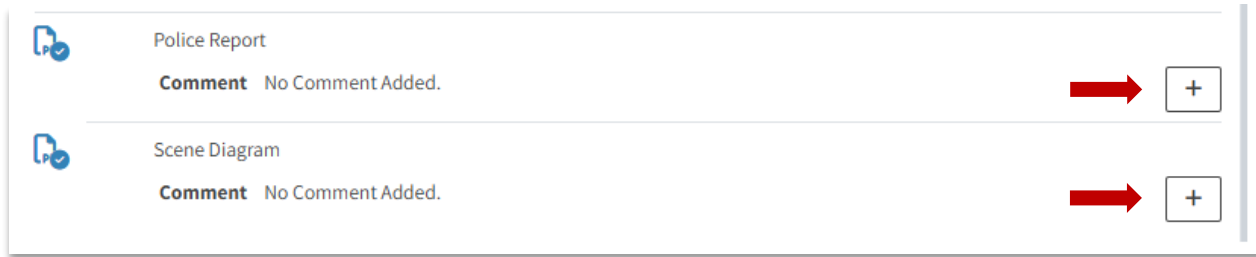 Police Report
Comment No Comment Added.
+
Scene Diagram
Comment No Comment Added.
+